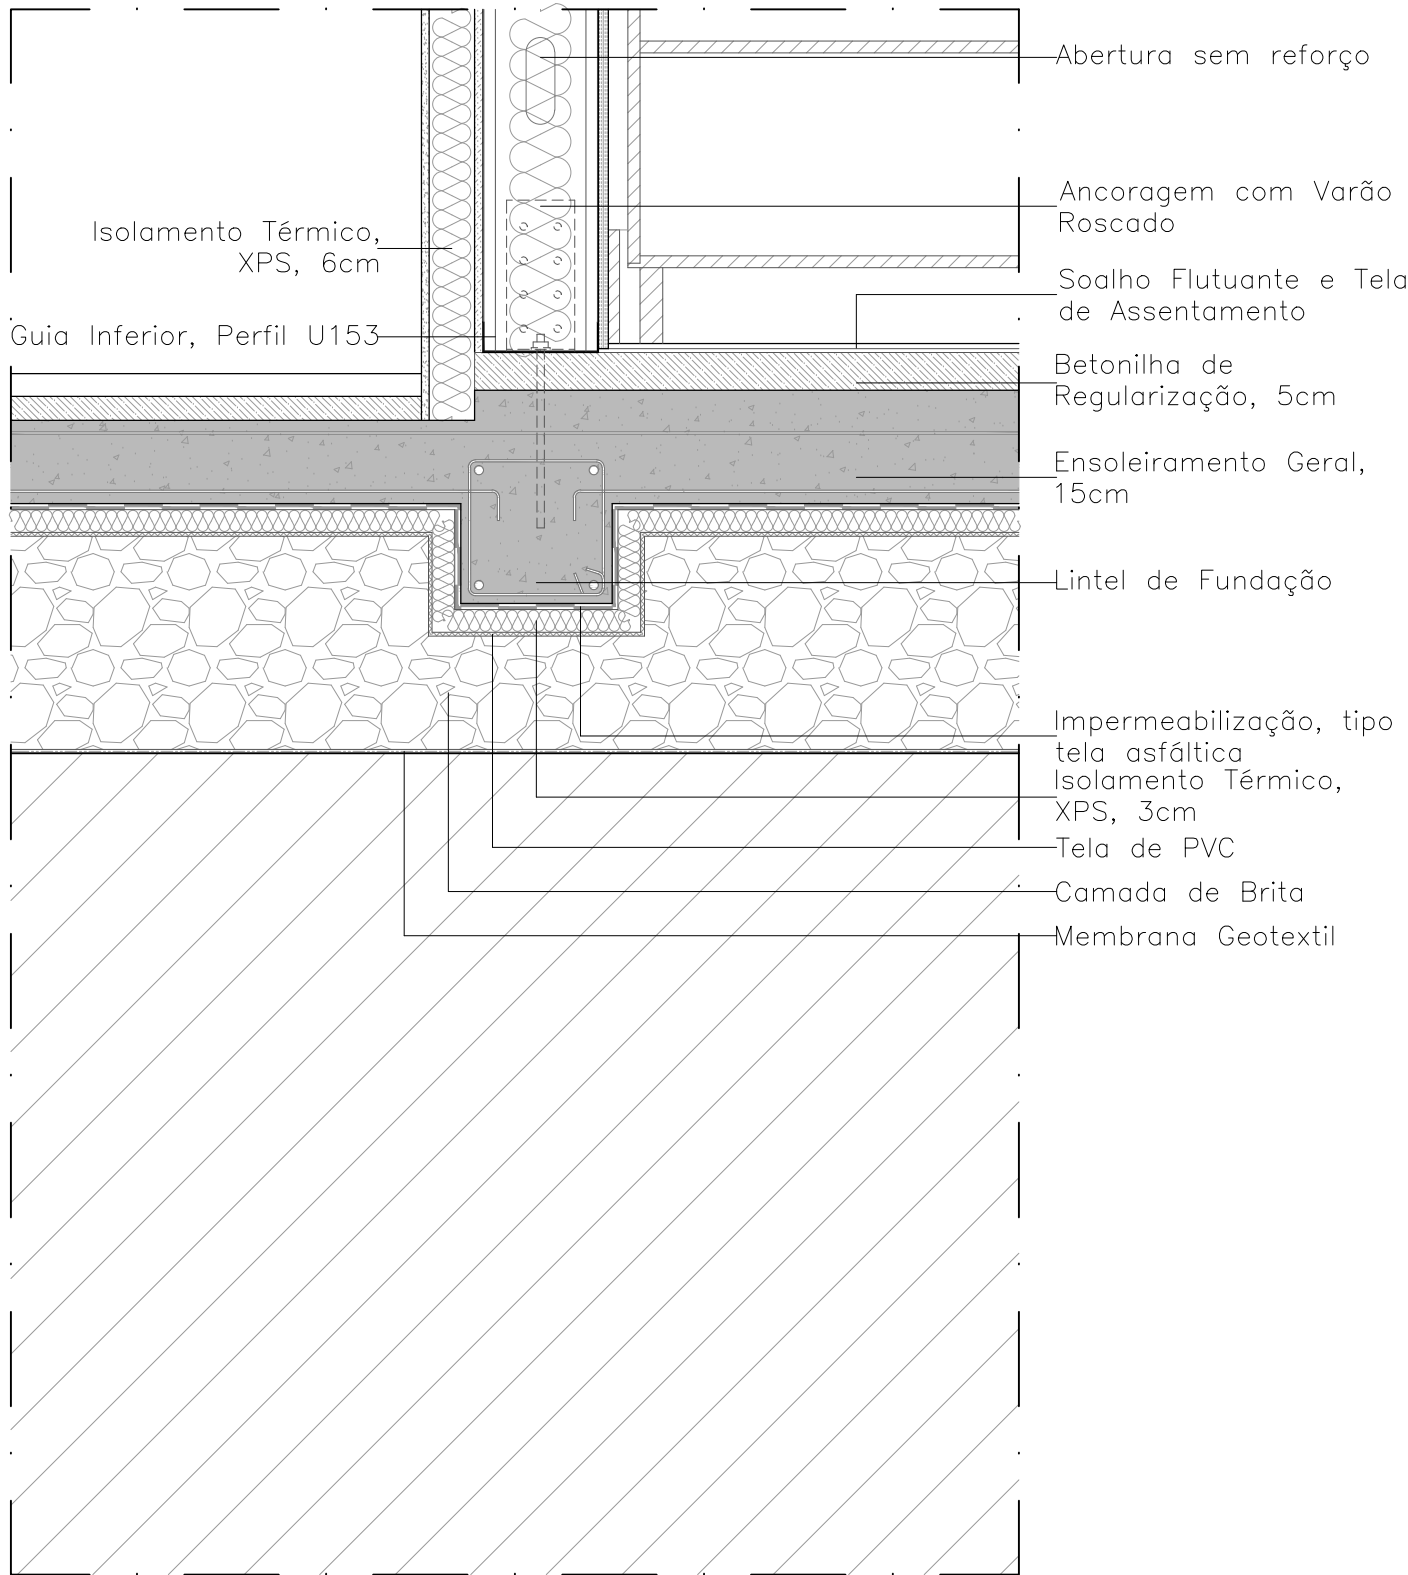 Abertura sem reforço
Ancoragem com Varão
Roscado
Isolamento Térmico,
XPS, 6cm
Soalho Flutuante e Tela
de Assentamento
Guia Inferior, Perfil U153
Betonilha de
Regularização, 5cm
Ensoleiramento Geral,
15cm
Lintel de Fundação
Impermeabilização, tipo
tela asfáltica
Isolamento Térmico,
XPS, 3cm
Tela de PVC
Camada de Brita
Membrana Geotextil